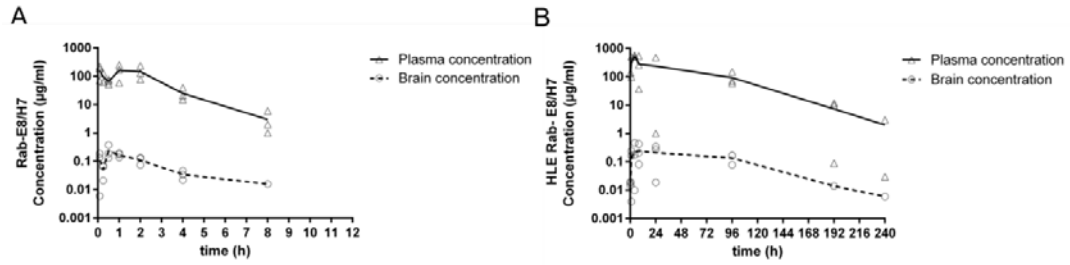 A
Rab-E8/H7
Concentration (µg/ml)
1000
100
10
1
0.1
0.01
0.001
0 1 2 3 4 5 6 7 8 9 10 11 12
time (h)
Plasma concentration
Brain concentration
B
HLE Rab- E8/H7
Concentration (µg/ml)
1000
100
10
1
0.1
0.01
0.001
0 24 48 72 96 120 144 168 192 216 240
time (h)
Plasma concentration
Brain concentration